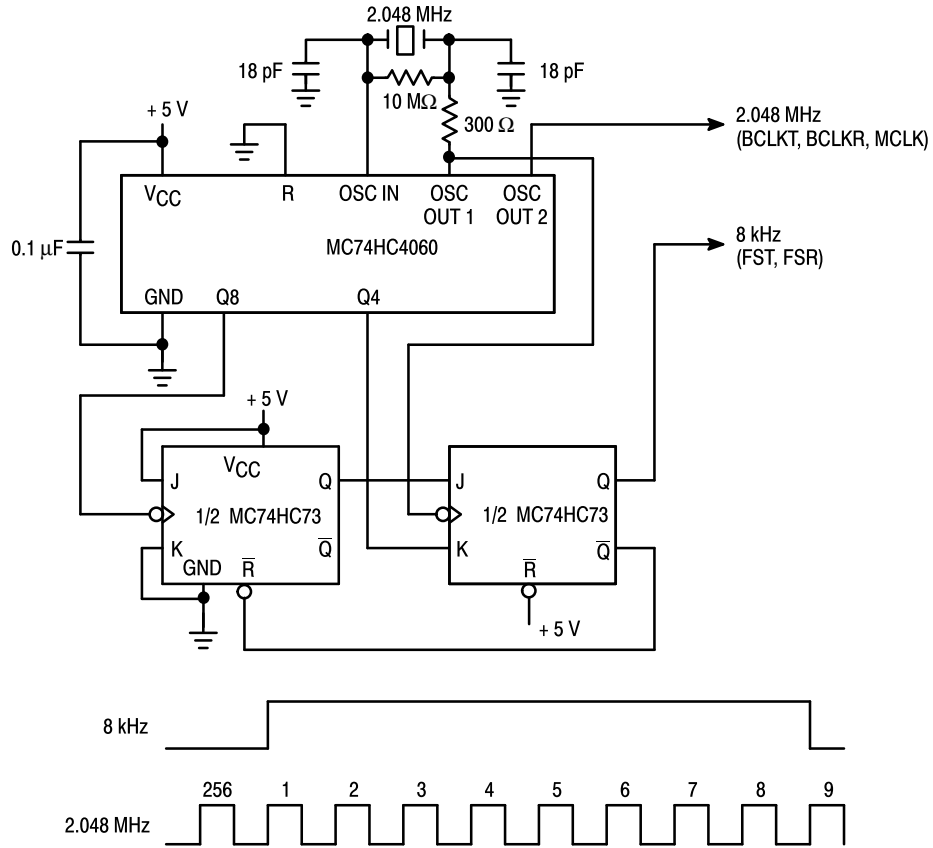 2.048 MHz
18 pF
18 pF
10 MΩ
+ 5 V
300 Ω
2.048 MHz
(BCLKT, BCLKR, MCLK)
VCC
R
OSC IN
OSC
OUT 1
OSC
OUT 2
0.1 µF
MC74HC4060
8 kHz
(FST, FSR)
GND
Q8
Q4
+ 5 V
VCC
J
Q
J
Q
1/2 MC74HC73
1/2 MC74HC73
K
Q̅
K
Q̅
GND
R̅
R̅
+ 5 V
8 kHz
256 1 2 3 4 5 6 7 8 9
2.048 MHz